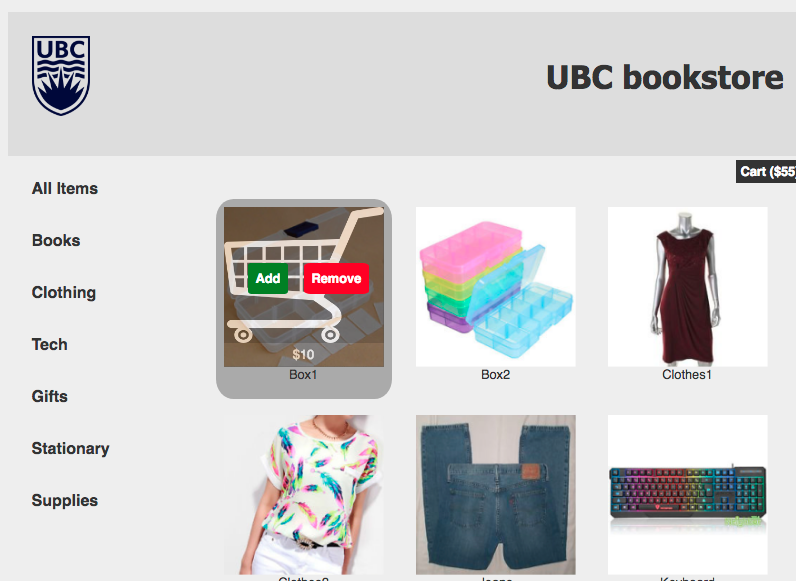 UBC
UBC bookstore
Cart ($55)
All Items
Books
Clothing
Tech
Gifts
Stationary
Supplies
Add
Remove
$10
Box1
Box2
Clothes1
Clothes2
Jeans
Keyboard